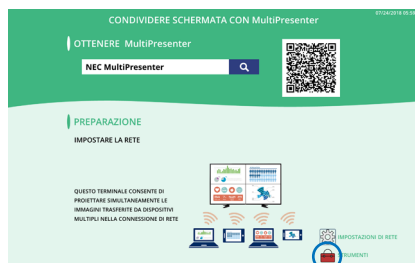 07/24/2018 05:59
CONDIVIDERE SCHERMATA CON MultiPresenter
OTTENERE MultiPresenter
NEC MultiPresenter
PREPARAZIONE
IMPOSTARE LA RETE
QUESTO TERMINALE CONSENTE DI
PROIETTARE SIMULTANEAMENTE LE
IMMAGINI TRASFERITE DA DISPOSITIVI
MULTIPLI NELLA CONNESSIONE DI RETE
IMPOSTAZIONI DI RETE
STRUMENTI